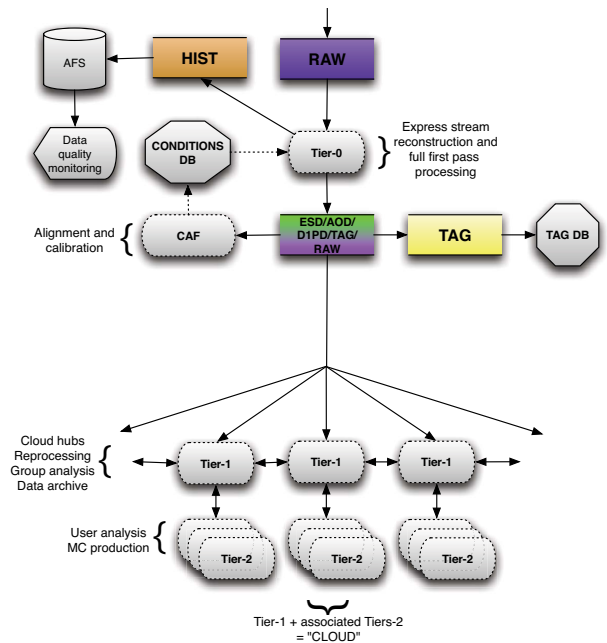 AFS
HIST
RAW
Data
quality
monitoring
CONDITIONS
DB
Tier-0
Express stream
reconstruction and
full first pass
processing
Alignment and
calibration
CAF
ESD/AOD/
D1PD/TAG/
RAW
TAG
TAG DB
Cloud hubs
Reprocessing
Group analysis
Data archive
Tier-1
Tier-1
Tier-1
User analysis
MC production
Tier-2
Tier-2
Tier-2
Tier-1 + associated Tiers-2
= "CLOUD"